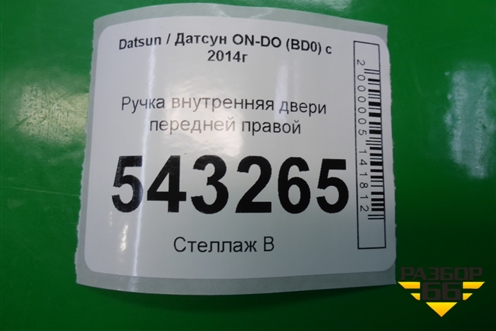 Datsun / Датсун ON-DO (BD0) с
2014г
Ручка внутренняя двери
передней правой
543265
Стеллаж В
2000005141812
РАЗБОР
66